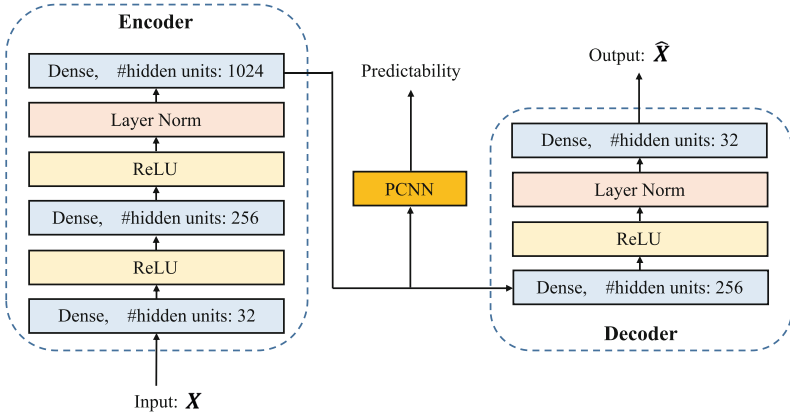 Encoder
Dense, #hidden units: 1024
Layer Norm
ReLU
Dense, #hidden units: 256
ReLU
Dense, #hidden units: 32
Input: X
Predictability
PCNN
Output: X̂
Dense, #hidden units: 32
Layer Norm
ReLU
Dense, #hidden units: 256
Decoder